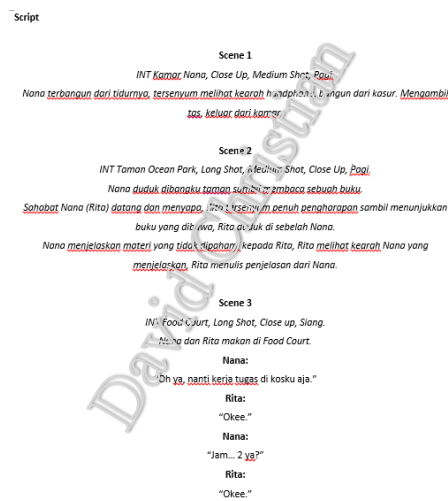 Script
Scene 1
INT Kamar Nana, Close Up, Medium Shot, Pagi.
Nana terbangun dari tidurnya, tersenyum melihat kearah handphone, bangun dari kasur. Mengambil
tas, keluar dari kamar.
Scene 2
INT Taman Ocean Park, Long Shot, Medium Shot, Close Up, Pagi.
Nana duduk dibangku taman sambil membaca sebuah buku.
Sahabat Nana (Rita) datang dan menyapa, Rita tersenyum penuh pengharapan sambil menunjukkan
buku yang dibawa, Rita duduk di sebelah Nana.
Nana menjelaskan materi yang tidak dipahami kepada Rita, Rita melihat kearah Nana yang
menjelaskan, Rita menulis penjelasan dari Nana.
Scene 3
INT Food Court, Long Shot, Close up, Siang.
Nana dan Rita makan di Food Court.
Nana:
"Oh ya, nanti kerja tugas di kosku aja."
Rita:
"Okee."
Nana:
"Jam... 2 ya?"
Rita:
"Okee."
David Christian